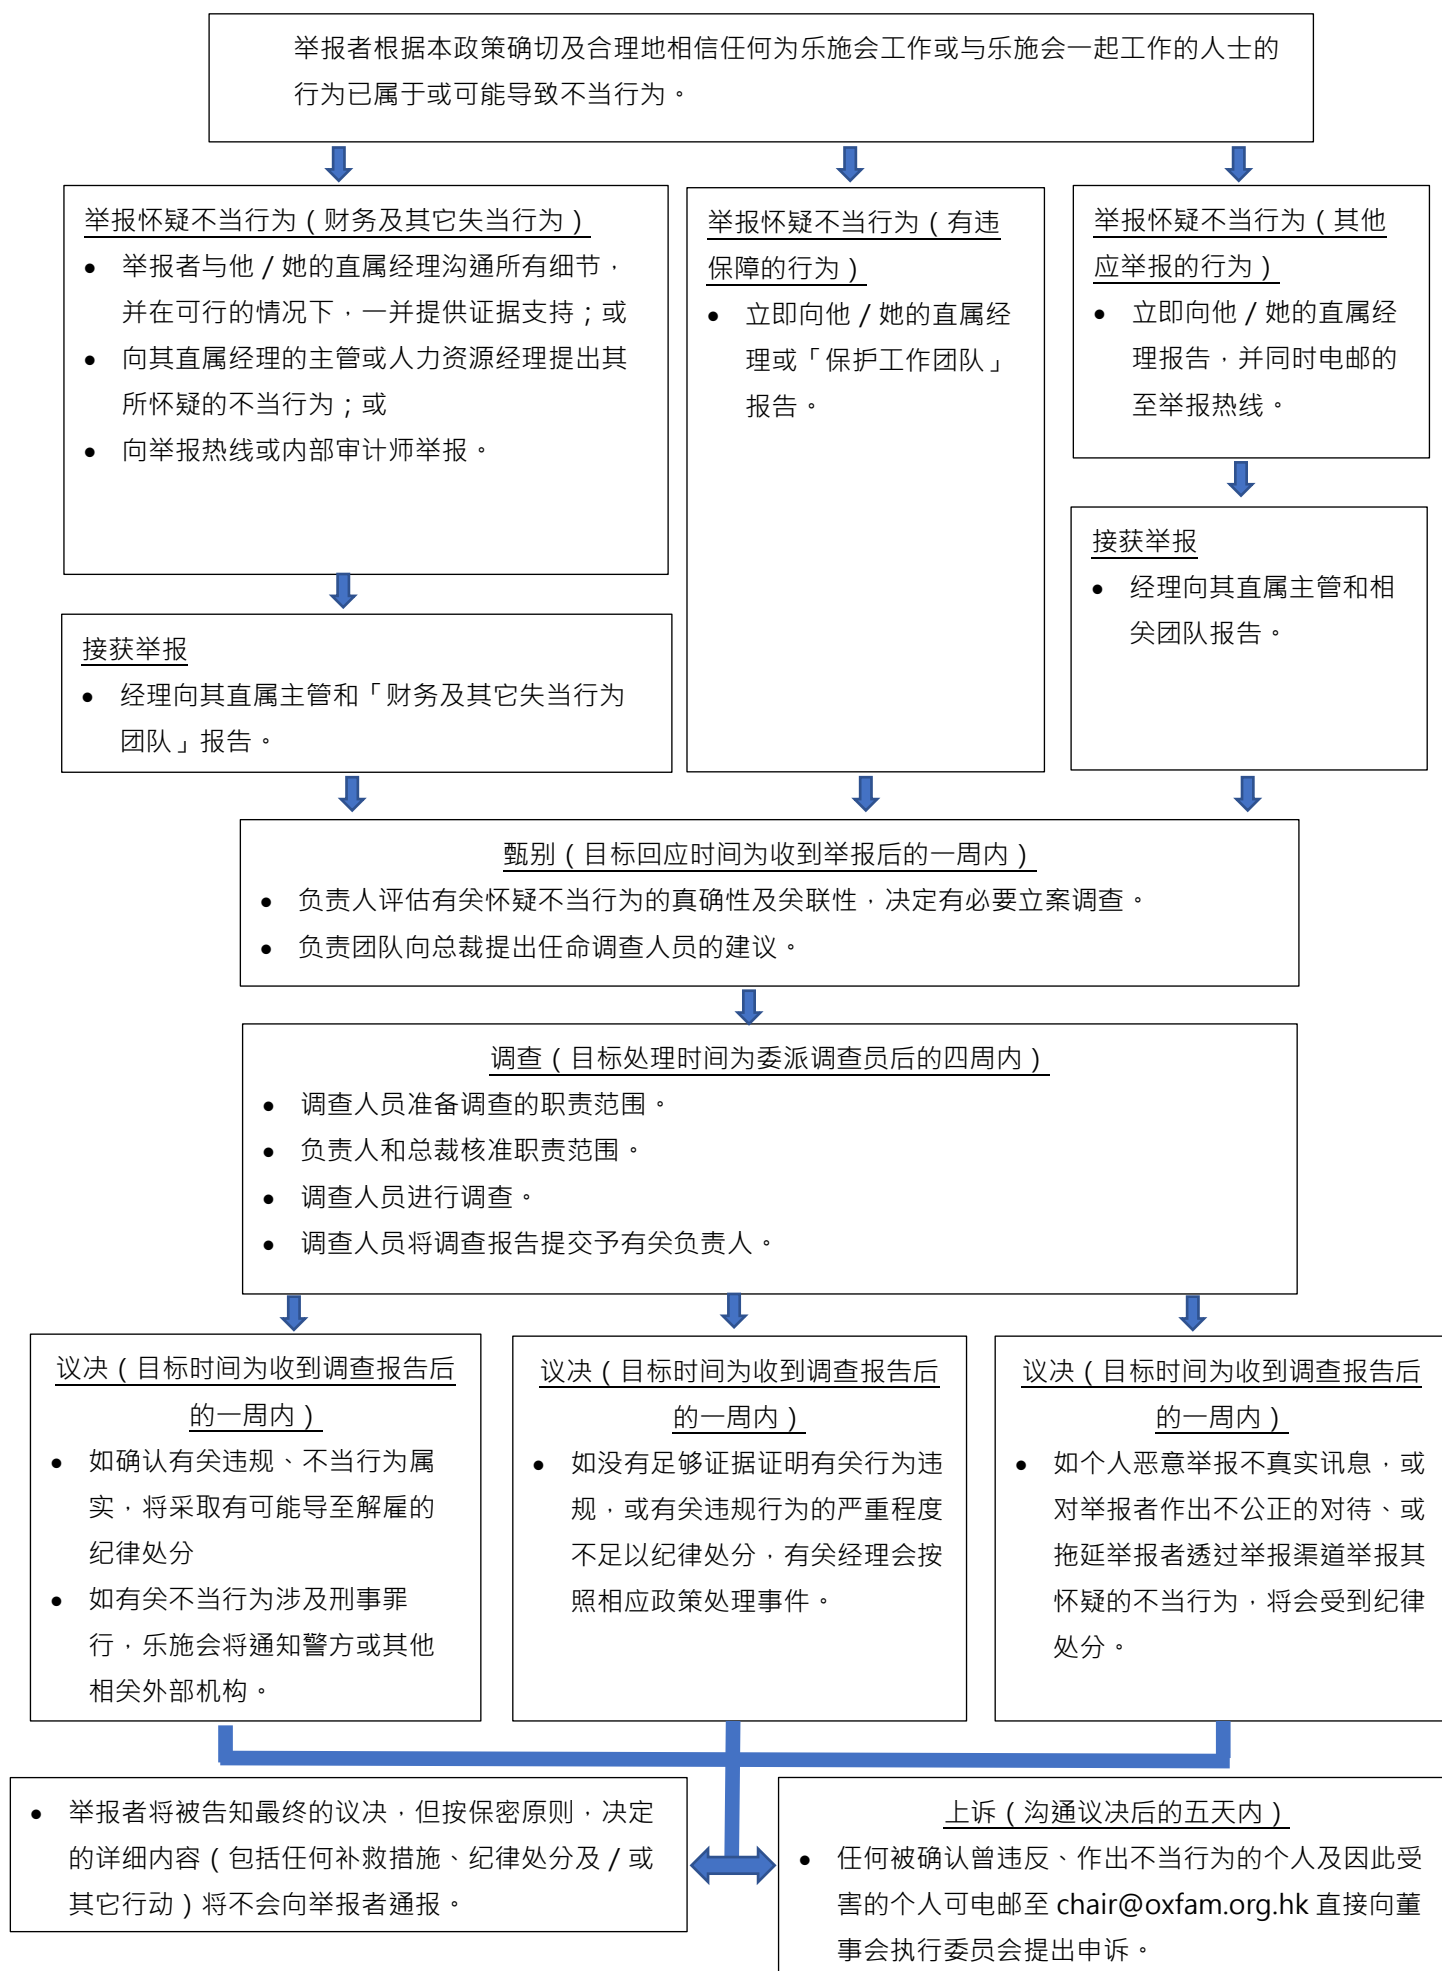 举报者根据本政策确切及合理地相信任何为乐施会工作或与乐施会一起工作的人士的
行为已属于或可能导致不当行为。
举报怀疑不当行为（财务及其它失当行为）
• 举报者与他 / 她的直属经理沟通所有细节，
并在可行的情况下，一并提供证据支持；或
• 向其直属经理的主管或人力资源经理提出其
所怀疑的不当行为；或
• 向举报热线或内部审计师举报。
举报怀疑不当行为（有违
保障的行为）
• 立即向他 / 她的直属经
理或「保护工作团队」
报告。
举报怀疑不当行为（其他
应举报的行为）
• 立即向他 / 她的直属经
理报告，并同时电邮的
至举报热线。
接获举报
• 经理向其直属主管和「财务及其它失当行为
团队」报告。
接获举报
• 经理向其直属主管和相
关团队报告。
甄别（目标回应时间为收到举报后的一周内）
• 负责人评估有关怀疑不当行为的真确性及关联性，决定有必要立案调查。
• 负责团队向总裁提出任命调查人员的建议。
调查（目标处理时间为委派调查员后的四周内）
• 调查人员准备调查的职责范围。
• 负责人和总裁核准职责范围。
• 调查人员进行调查。
• 调查人员将调查报告提交予有关负责人。
议决（目标时间为收到调查报告后
的一周内）
• 如确认有关违规、不当行为属
实，将采取有可能导至解雇的
纪律处分
• 如有关不当行为涉及刑事罪
行，乐施会将通知警方或其他
相关外部机构。
议决（目标时间为收到调查报告后
的一周内）
• 如没有足够证据证明有关行为违
规，或有关违规行为的严重程度
不足以纪律处分，有关经理会按
照相应政策处理事件。
议决（目标时间为收到调查报告后
的一周内）
• 如个人恶意举报不真实讯息，或
对举报者作出不公正的对待、或
拖延举报者透过举报渠道举报其
怀疑的不当行为，将会受到纪律
处分。
• 举报者将被告知最终的议决，但按保密原则，决定
的详细内容（包括任何补救措施、纪律处分及 / 或
其它行动）将不会向举报者通报。
上诉（沟通议决后的五天内）
• 任何被确认曾违反、作出不当行为的个人及因此受
害的个人可电邮至 chair@oxfam.org.hk 直接向董
事会执行委员会提出申诉。